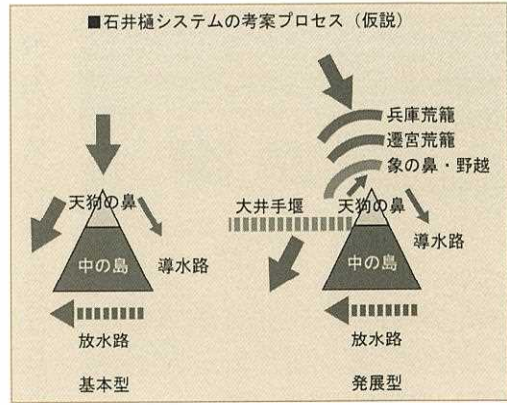 ■石井樋システムの考案プロセス（仮説）
天狗の鼻
中の島
導水路
放水路
基本型
兵庫荒籠
遷宮荒籠
象の鼻・野越
大井手堰
天狗の鼻
中の島
導水路
放水路
発展型